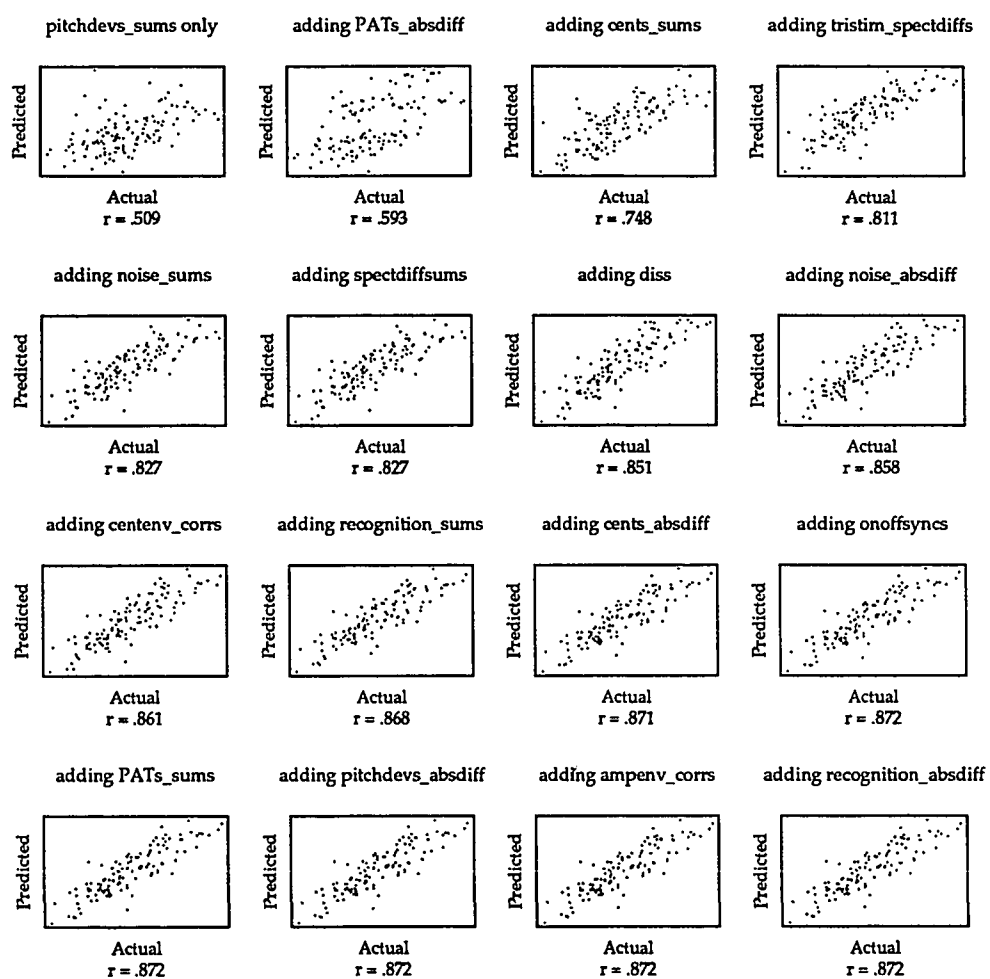 pitchdevs_sums only
adding PATs_absdiff
adding cents_sums
adding tristim_spectdiffs
Predicted
Predicted
Predicted
Predicted
Actual
r = .509
Actual
r = .593
Actual
r = .748
Actual
r = .811
adding noise_sums
adding spectdiffsums
adding diss
adding noise_absdiff
Predicted
Predicted
Predicted
Predicted
Actual
r = .827
Actual
r = .827
Actual
r = .851
Actual
r = .858
adding centenv_corrs
adding recognition_sums
adding cents_absdiff
adding onoffsyncs
Predicted
Predicted
Predicted
Predicted
Actual
r = .861
Actual
r = .868
Actual
r = .871
Actual
r = .872
adding PATs_sums
adding pitchdevs_absdiff
adding ampenv_corrs
adding recognition_absdiff
Predicted
Predicted
Predicted
Predicted
Actual
r = .872
Actual
r = .872
Actual
r = .872
Actual
r = .872